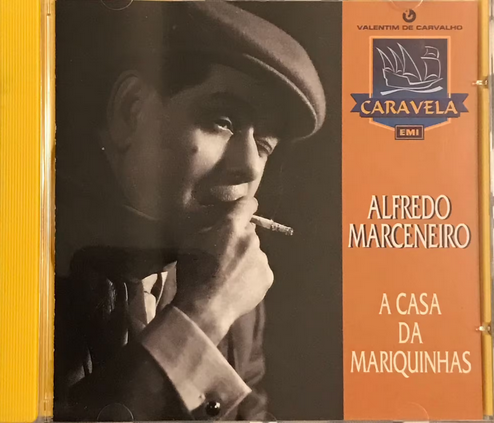 VALENTIM DE CARVALHO
CARAVELA
EMI
ALFREDO
MARCENEIRO
A CASA
DA
MARIQUINHAS